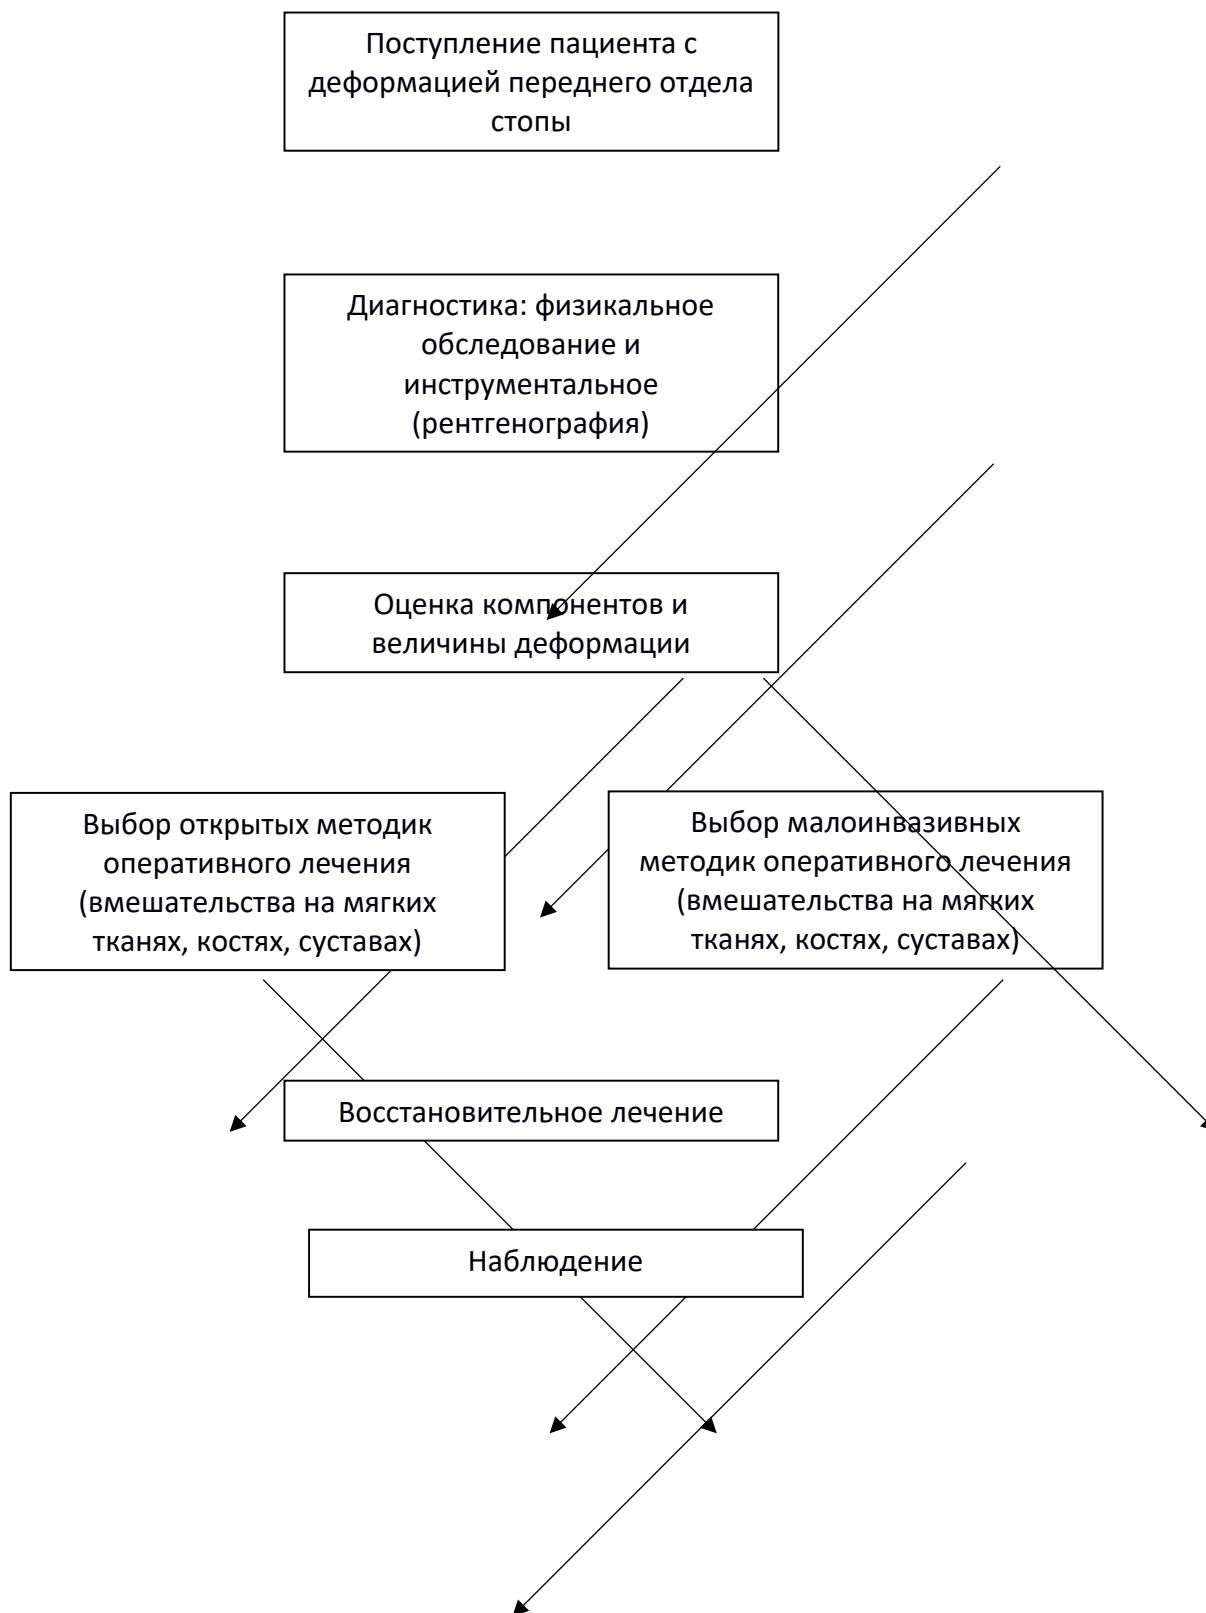 Поступление пациента с
деформацией переднего отдела
стопы
Диагностика: физикальное
обследование и
инструментальное
(рентгенография)
Оценка компонентов и
величины деформации
Выбор открытых методик
оперативного лечения
(вмешательства на мягких
тканях, костях, суставах)
Выбор малоинвазивных
методик оперативного лечения
(вмешательства на мягких
тканях, костях, суставах)
Восстановительное лечение
Наблюдение